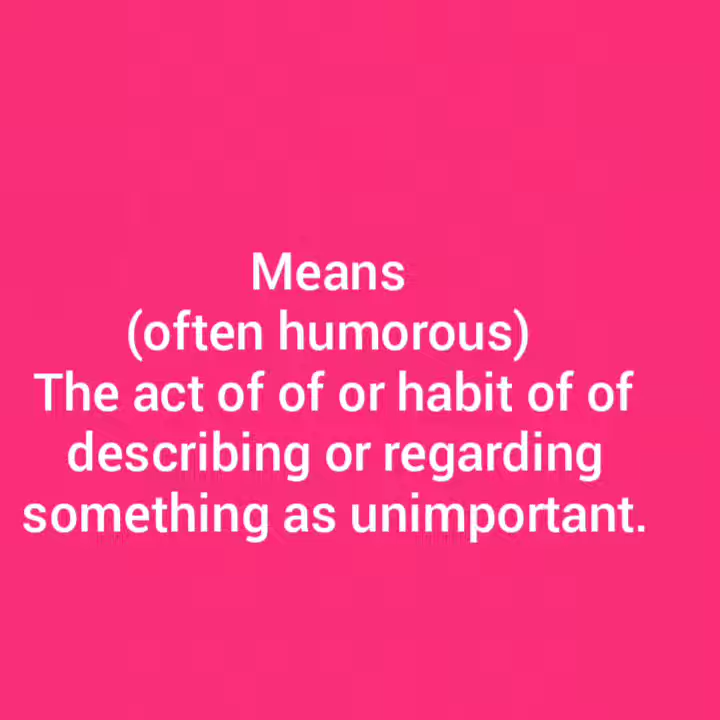 Means
(often humorous)
The act of of or habit of of
describing or regarding
something as unimportant.